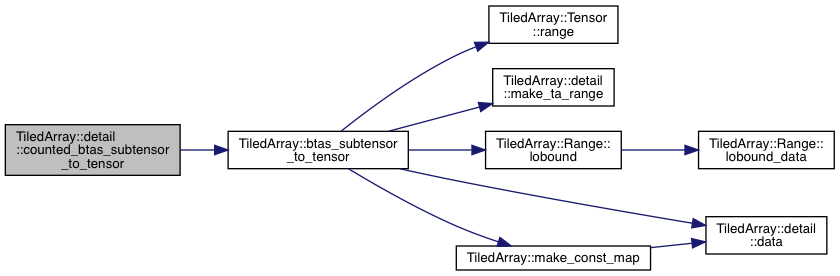 TiledArray::detail
::counted_btas_subtensor
_to_tensor
TiledArray::btas_subtensor
_to_tensor
TiledArray::Tensor
::range
TiledArray::detail
::make_ta_range
TiledArray::Range::
lobound
TiledArray::Range::
lobound_data
TiledArray::detail
::data
TiledArray::make_const_map